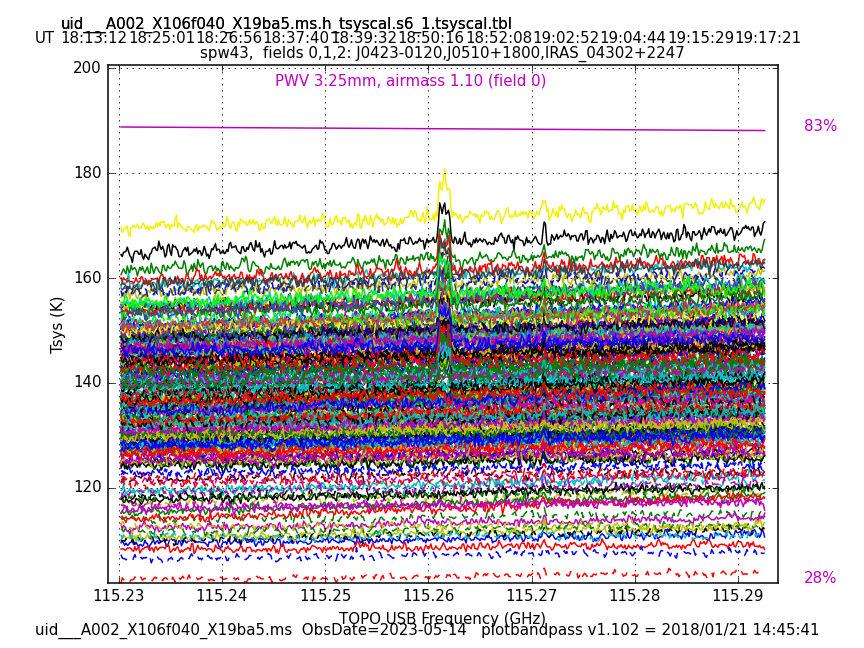 uid___A002_X106f040_X19ba5.ms.h_tsyscal.s6_1.tsyscal.tbl
UT 18:13:12 18:25:01 18:26:56 18:37:40 18:39:32 18:50:16 18:52:08 19:02:52 19:04:44 19:15:29 19:17:21
spw43, fields 0,1,2: J0423-0120,J0510+1800,IRAS_04302+2247
200
PWV 3.25mm, airmass 1.10 (field 0)
83%
180
160
Tsys (K)
140
120
28%
115.23 115.24 115.25 115.26 115.27 115.28 115.29
TOPO USB Frequency (GHz)
uid___A002_X106f040_X19ba5.ms ObsDate=2023-05-14 plotbandpass v1.102 = 2018/01/21 14:45:41